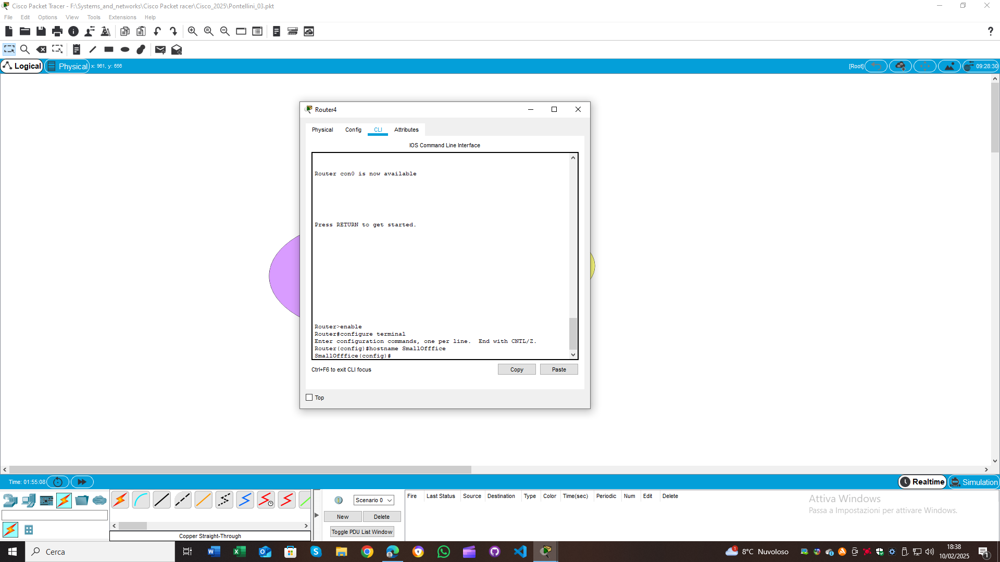 Cisco Packet Tracer - F:\Systems_and_networks\Cisco Packet racer\Cisco_2025\Pontellini_03.pkt
File Edit Options View Tools Extensions Help
Logical Physical x: 961, y: 656 [Root] 09:28:30
Router4
Physical Config CLI Attributes
IOS Command Line Interface
Router con0 is now available
Press RETURN to get started.
Router>enable
Router#configure terminal
Enter configuration commands, one per line.  End with CNTL/Z.
Router(config)#hostname SmallOfffice
SmallOfffice(config)#
Ctrl+F6 to exit CLI focus Copy Paste
Top
Time: 01:55:08 Realtime Simulation
Scenario 0
New Delete
Toggle PDU List Window
Copper Straight-Through
Fire Last Status Source Destination Type Color Time(sec) Periodic Num Edit Delete
Attiva Windows
Passa a Impostazioni per attivare Windows.
Cerca
8°C Nuvoloso
18:38
10/02/2025